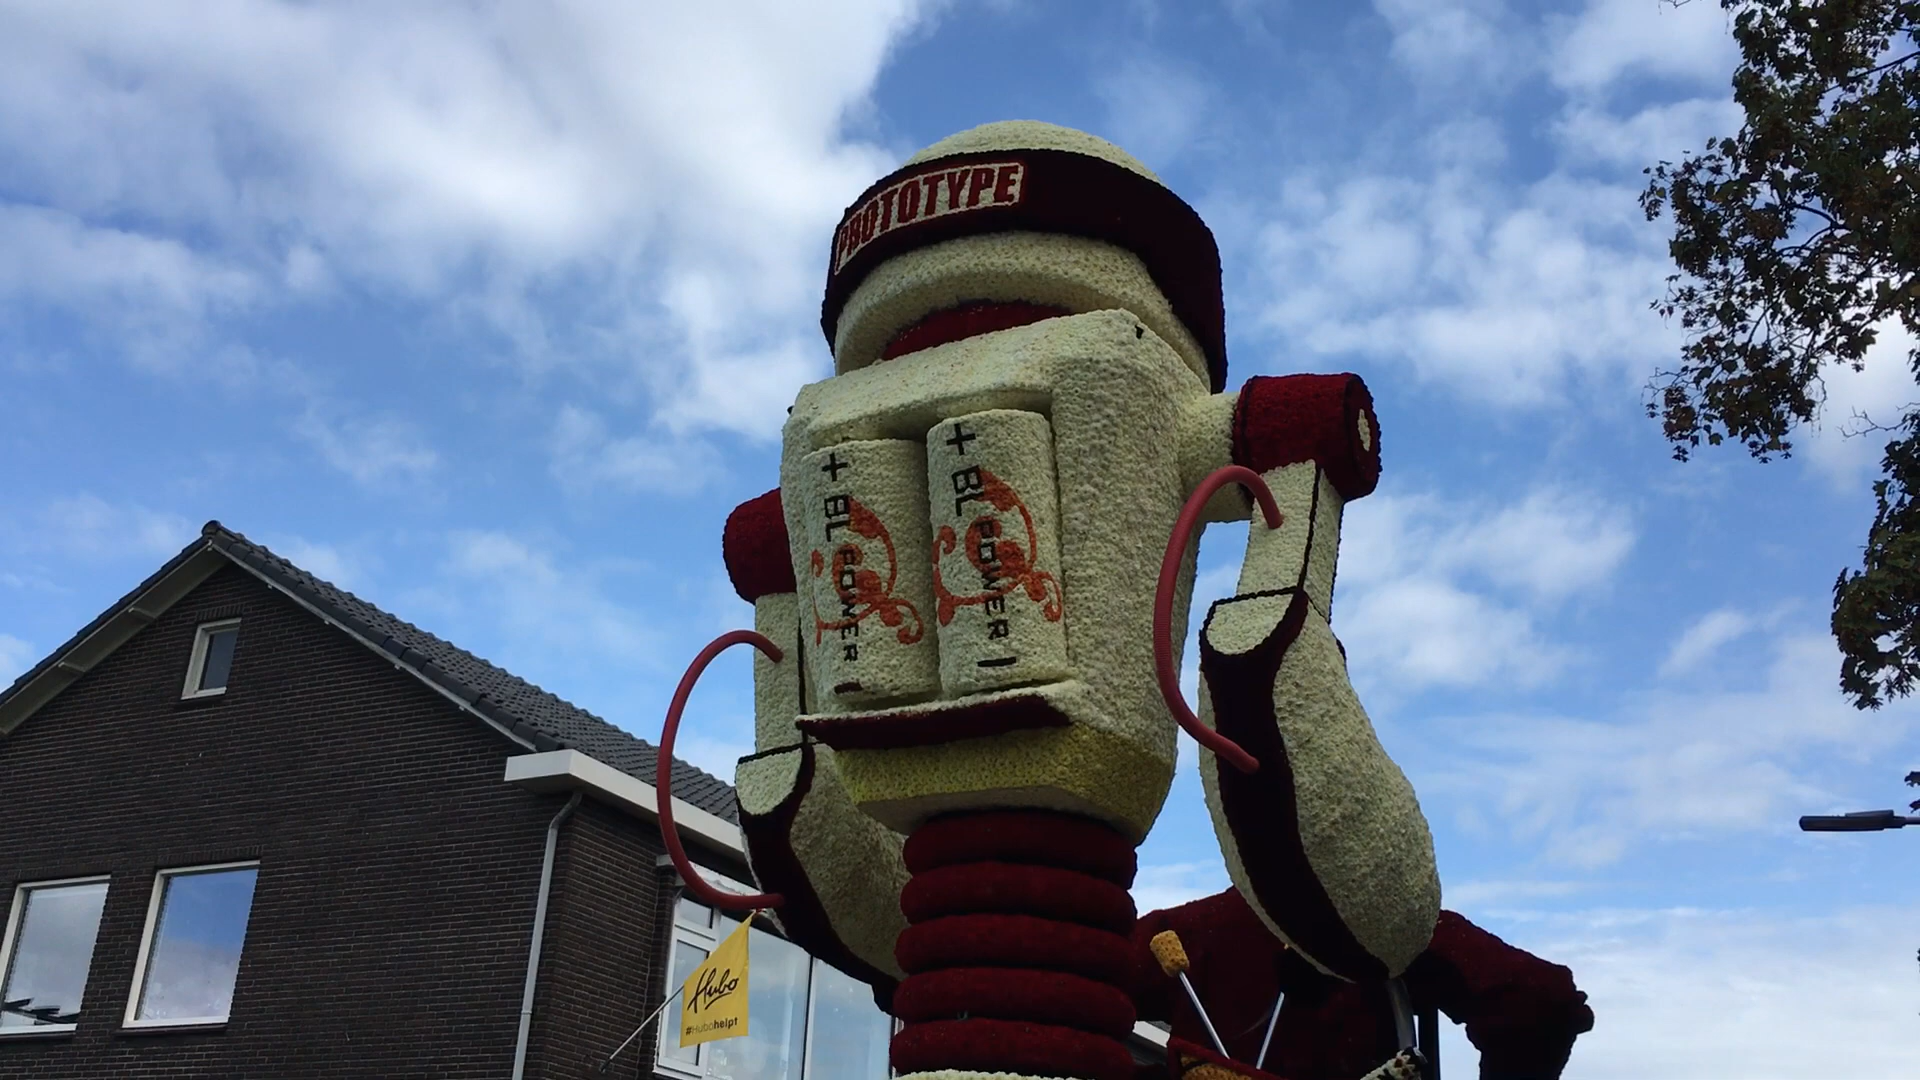 PROTOTYPE
+ BL POWER -
+ BL POWER -
Hubo
#Hubohelpt